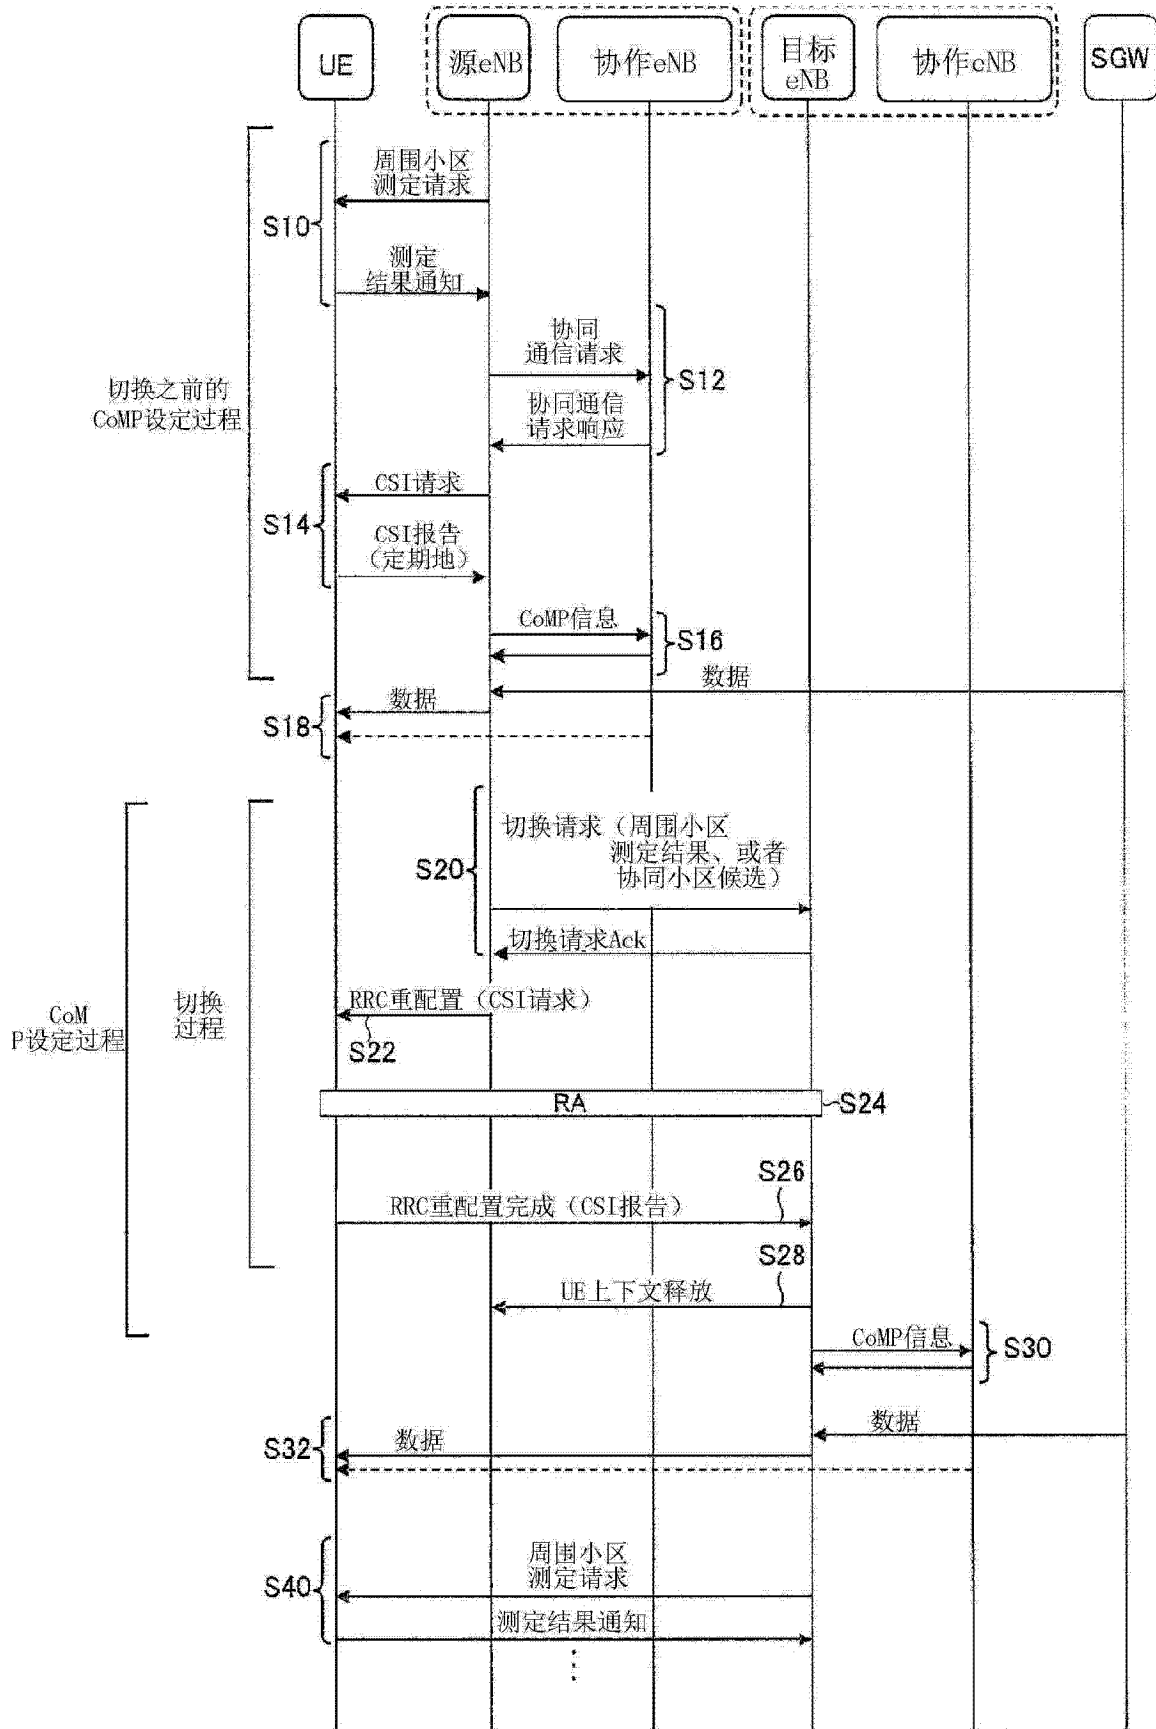 UE
源eNB
协作eNB
目标
eNB
协作eNB
SGW
周围小区
测定请求
S10
测定
结果通知
协同
通信请求
S12
切换之前的
CoMP设定过程
协同通信
请求响应
CSI请求
S14
CSI报告
（定期地）
CoMP信息
S16
数据
数据
S18
切换请求（周围小区
测定结果、或者
协同小区候选）
S20
切换请求Ack
RRC重配置（CSI请求）
切换
过程
CoM
P设定过程
S22
RA
S24
S26
RRC重配置完成（CSI报告）
S28
UE上下文释放
CoMP信息
S30
数据
数据
S32
周围小区
测定请求
S40
测定结果通知